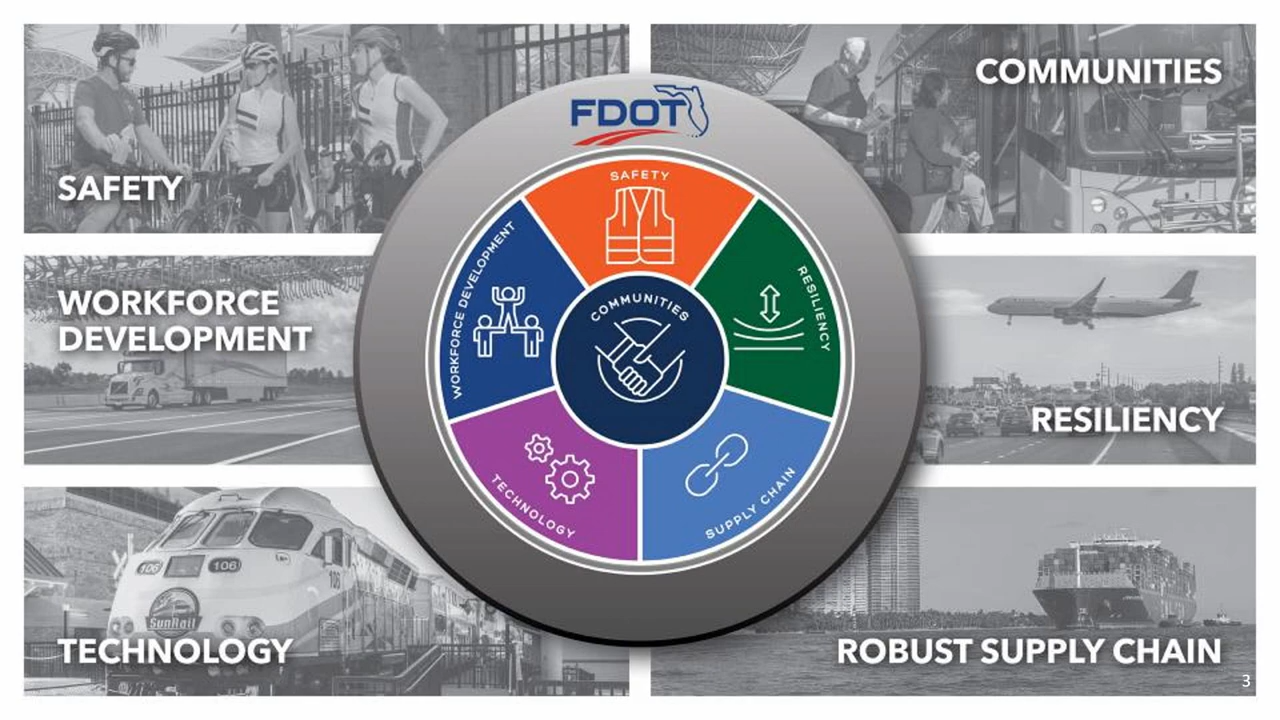 SAFETY
COMMUNITIES
WORKFORCE
DEVELOPMENT
RESILIENCY
TECHNOLOGY
ROBUST SUPPLY CHAIN
FDOT
SAFETY
RESILIENCY
SUPPLY CHAIN
TECHNOLOGY
WORKFORCE DEVELOPMENT
COMMUNITIES
106
106
106
SunRail
3